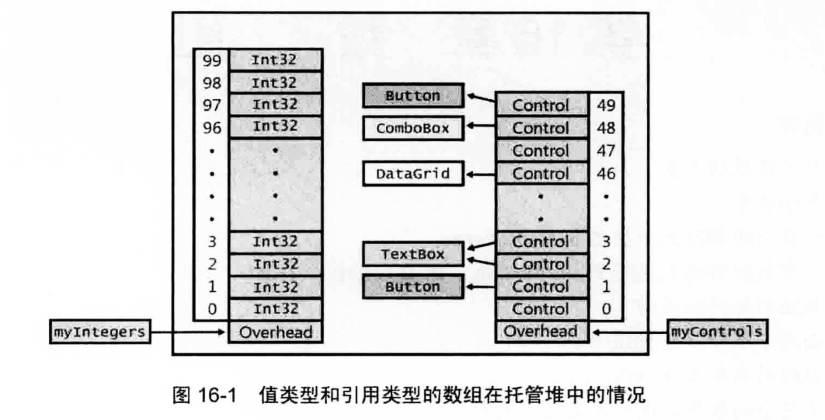 99 Int32
98 Int32
97 Int32
96 Int32
3 Int32
2 Int32
1 Int32
0 Int32
Overhead
myIntegers
Button
ComboBox
DataGrid
TextBox
Button
Control 49
Control 48
Control 47
Control 46
Control 3
Control 2
Control 1
Control 0
Overhead
myControls
图 16-1 值类型和引用类型的数组在托管堆中的情况